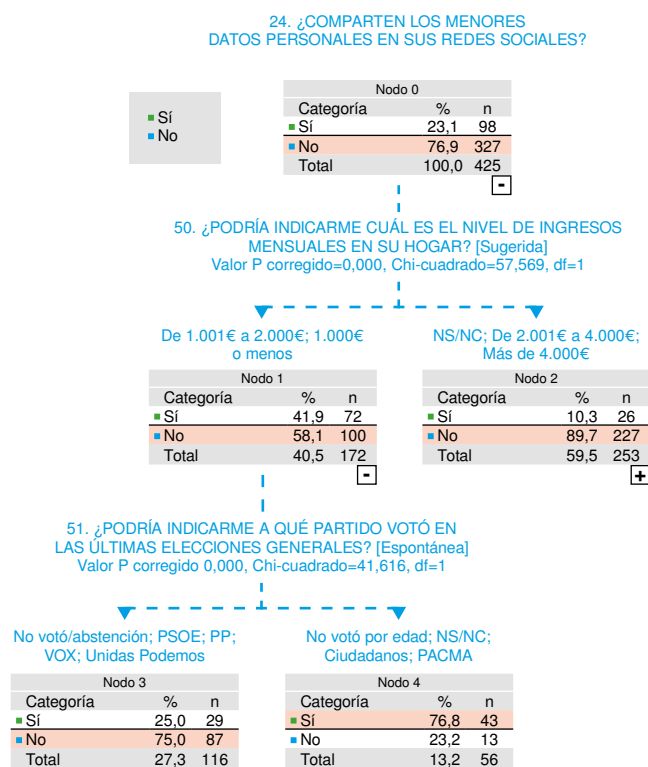 24. ¿COMPARTEN LOS MENORES
DATOS PERSONALES EN SUS REDES SOCIALES?
Sí
No
Nodo 0
Categoría % n
Sí 23,1 98
No 76,9 327
Total 100,0 425
-
50. ¿PODRÍA INDICARME CUÁL ES EL NIVEL DE INGRESOS
MENSUALES EN SU HOGAR? [Sugerida]
Valor P corregido=0,000, Chi-cuadrado=57,569, df=1
De 1.001€ a 2.000€; 1.000€
o menos
Nodo 1
Categoría % n
Sí 41,9 72
No 58,1 100
Total 40,5 172
-
NS/NC; De 2.001€ a 4.000€;
Más de 4.000€
Nodo 2
Categoría % n
Sí 10,3 26
No 89,7 227
Total 59,5 253
+
51. ¿PODRÍA INDICARME A QUÉ PARTIDO VOTÓ EN
LAS ÚLTIMAS ELECCIONES GENERALES? [Espontánea]
Valor P corregido 0,000, Chi-cuadrado=41,616, df=1
No votó/abstención; PSOE; PP;
VOX; Unidas Podemos
Nodo 3
Categoría % n
Sí 25,0 29
No 75,0 87
Total 27,3 116
No votó por edad; NS/NC;
Ciudadanos; PACMA
Nodo 4
Categoría % n
Sí 76,8 43
No 23,2 13
Total 13,2 56